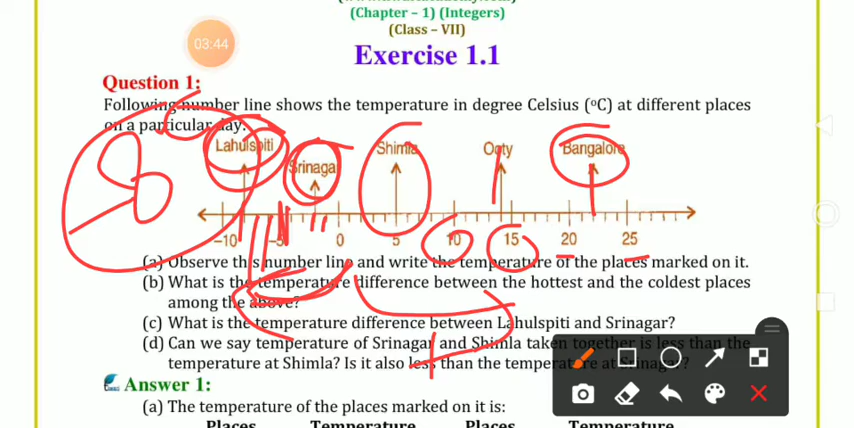 (Chapter – 1) (Integers)
(Class – VII)
03:44
Exercise 1.1
Question 1:
Following number line shows the temperature in degree Celsius (°C) at different places
on a particular day.
Lahulspiti Srinagar Shimla Ooty Bangalore
–10 –5 0 5 10 15 20 25
(a) Observe this number line and write the temperature of the places marked on it.
(b) What is the temperature difference between the hottest and the coldest places
among the above?
(c) What is the temperature difference between Lahulspiti and Srinagar?
(d) Can we say temperature of Srinagar and Shimla taken together is less than the
temperature at Shimla? Is it also less than the temperature at Srinagar?
Answer 1:
(a) The temperature of the places marked on it is:
Places Temperature Places Temperature